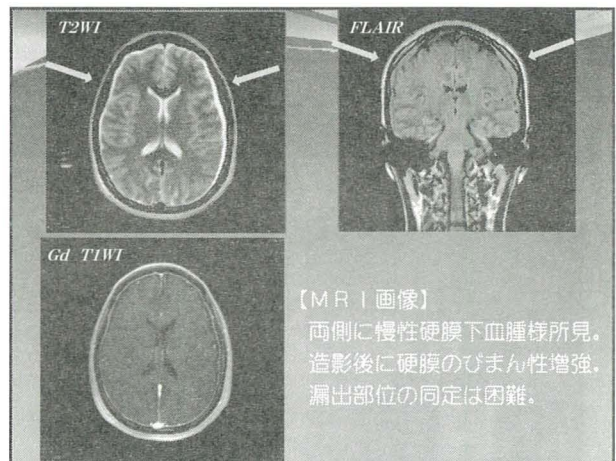 T2WI
FLAIR
Gd T1WI
【MRI画像】
両側に慢性硬膜下血腫様所見。
造影後に硬膜のびまん性増強。
漏出部位の同定は困難。